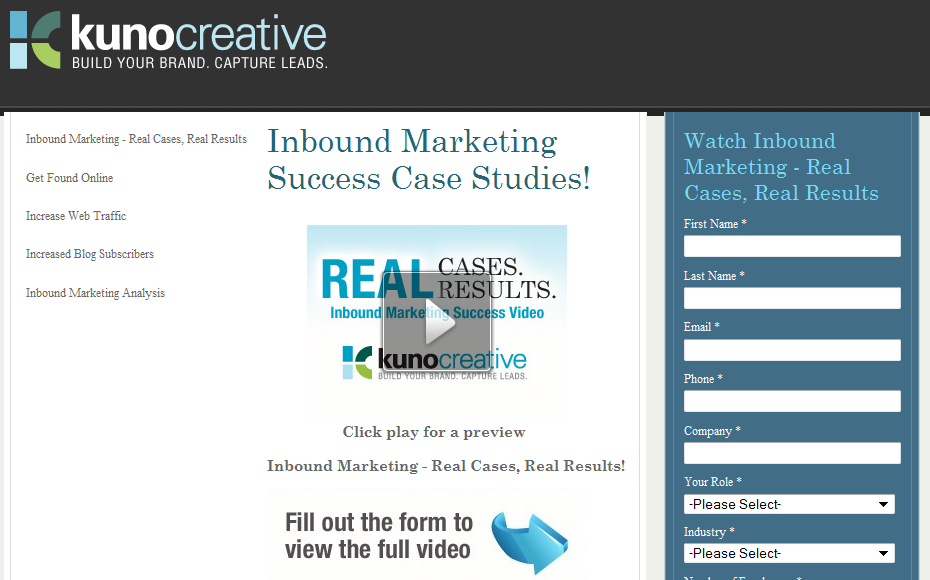 kunocreative
BUILD YOUR BRAND. CAPTURE LEADS.
Inbound Marketing - Real Cases, Real Results
Get Found Online
Increase Web Traffic
Increased Blog Subscribers
Inbound Marketing Analysis
Inbound Marketing
Success Case Studies!
REAL CASES.
RESULTS.
Inbound Marketing Success Video
kunocreative
BUILD YOUR BRAND. CAPTURE LEADS.
Click play for a preview
Inbound Marketing - Real Cases, Real Results!
Fill out the form to
view the full video
Watch Inbound
Marketing - Real
Cases, Real Results
First Name *
Last Name *
Email *
Phone *
Company *
Your Role *
-Please Select-
Industry *
-Please Select-